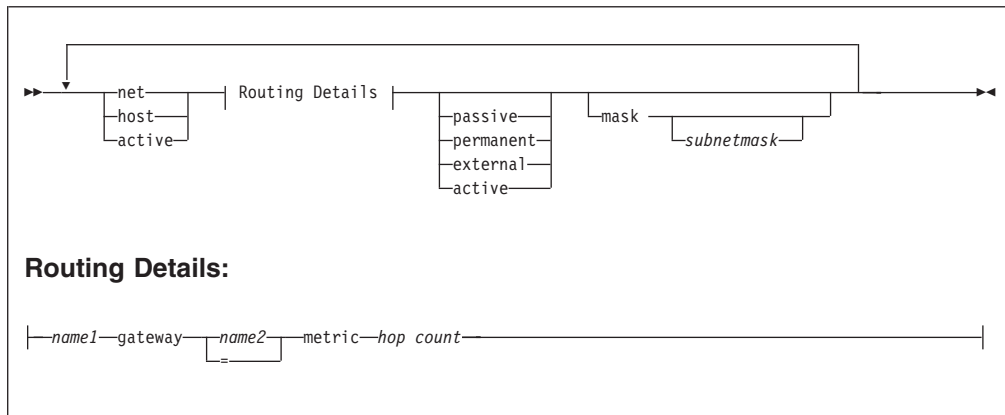 net Routing Details
host passive mask
active permanent subnetmask
external
active
Routing Details:
name1 gateway name2 metric hop count
=